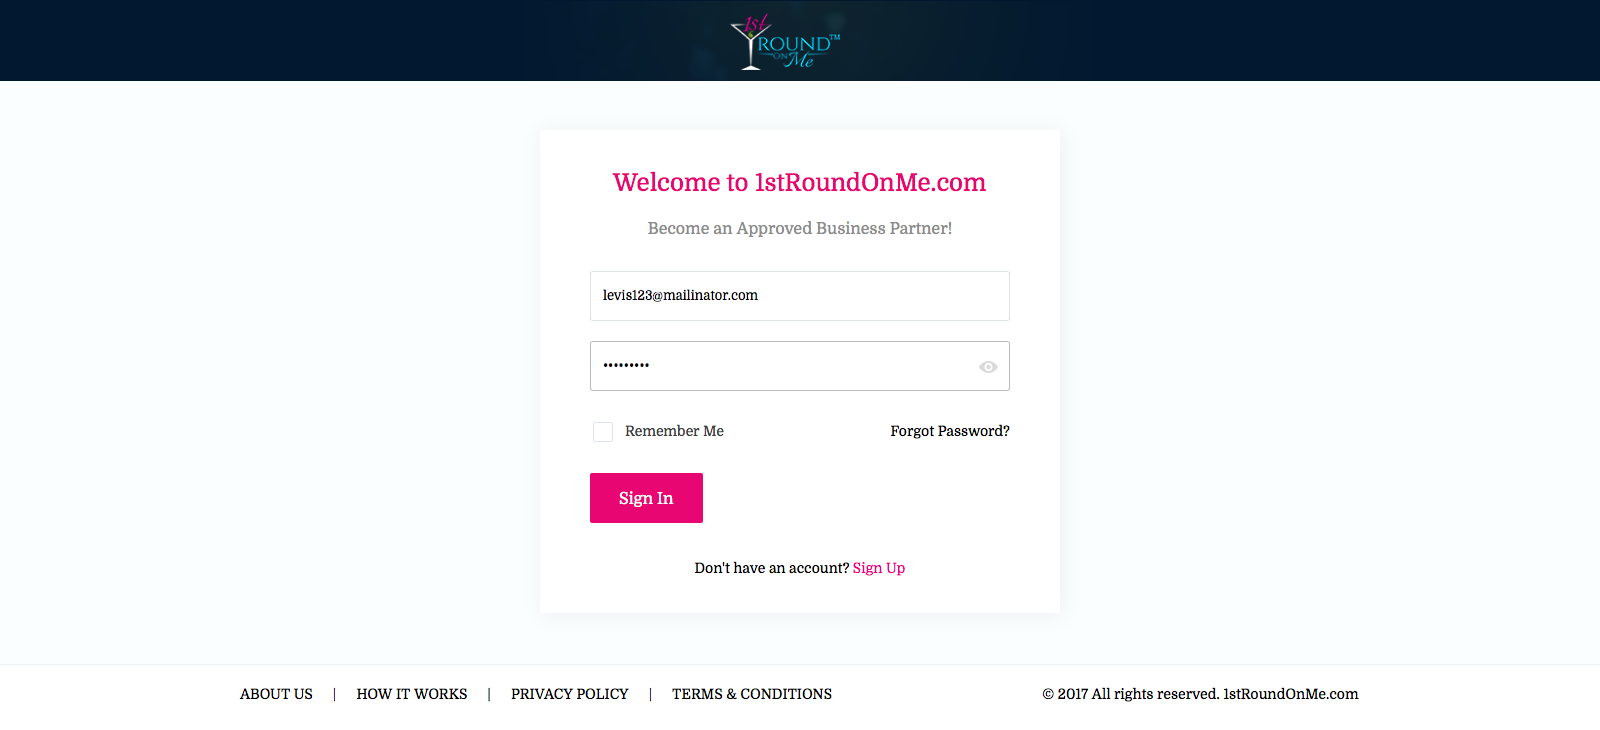 1st
ROUND™
ON Me
Welcome to 1stRoundOnMe.com
Become an Approved Business Partner!
levis123@mailinator.com
•••••••••
Remember Me
Forgot Password?
Sign In
Don't have an account? Sign Up
ABOUT US | HOW IT WORKS | PRIVACY POLICY | TERMS & CONDITIONS
© 2017 All rights reserved. 1stRoundOnMe.com